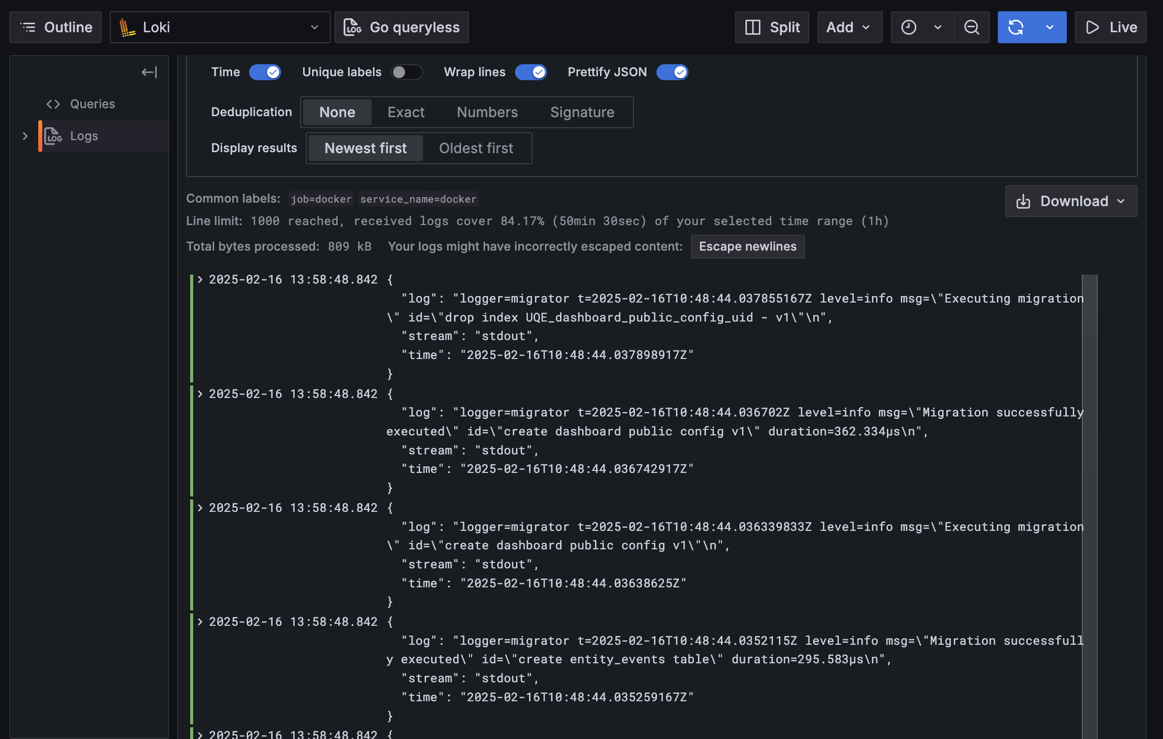 Outline
Loki
Go queryless
Split
Add
Live
Queries
Logs
Time
Unique labels
Wrap lines
Prettify JSON
Deduplication
None
Exact
Numbers
Signature
Display results
Newest first
Oldest first
Common labels: job=docker service_name=docker
Download
Line limit: 1000 reached, received logs cover 84.17% (50min 30sec) of your selected time range (1h)
Total bytes processed: 809 kB Your logs might have incorrectly escaped content: Escape newlines
2025-02-16 13:58:48.842 {
"log": "logger=migrator t=2025-02-16T10:48:44.037855167Z level=info msg=\"Executing migration
\" id=\"drop index UQE_dashboard_public_config_uid - v1\"\n",
"stream": "stdout",
"time": "2025-02-16T10:48:44.037898917Z"
}
2025-02-16 13:58:48.842 {
"log": "logger=migrator t=2025-02-16T10:48:44.036702Z level=info msg=\"Migration successfully
executed\" id=\"create dashboard public config v1\" duration=362.334µs\n",
"stream": "stdout",
"time": "2025-02-16T10:48:44.036742917Z"
}
2025-02-16 13:58:48.842 {
"log": "logger=migrator t=2025-02-16T10:48:44.036339833Z level=info msg=\"Executing migration
\" id=\"create dashboard public config v1\"\n",
"stream": "stdout",
"time": "2025-02-16T10:48:44.03638625Z"
}
2025-02-16 13:58:48.842 {
"log": "logger=migrator t=2025-02-16T10:48:44.0352115Z level=info msg=\"Migration successfull
y executed\" id=\"create entity_events table\" duration=295.583µs\n",
"stream": "stdout",
"time": "2025-02-16T10:48:44.035259167Z"
}
2025-02-16 13:58:48.842 {